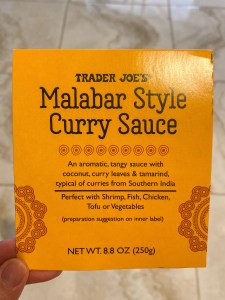 TRADER JOE'S®
Malabar Style
Curry Sauce
An aromatic, tangy sauce with
coconut, curry leaves & tamarind,
typical of curries from Southern India
Perfect with Shrimp, Fish, Chicken,
Tofu or Vegetables
(preparation suggestion on inner label)
NET WT. 8.8 OZ (250g)